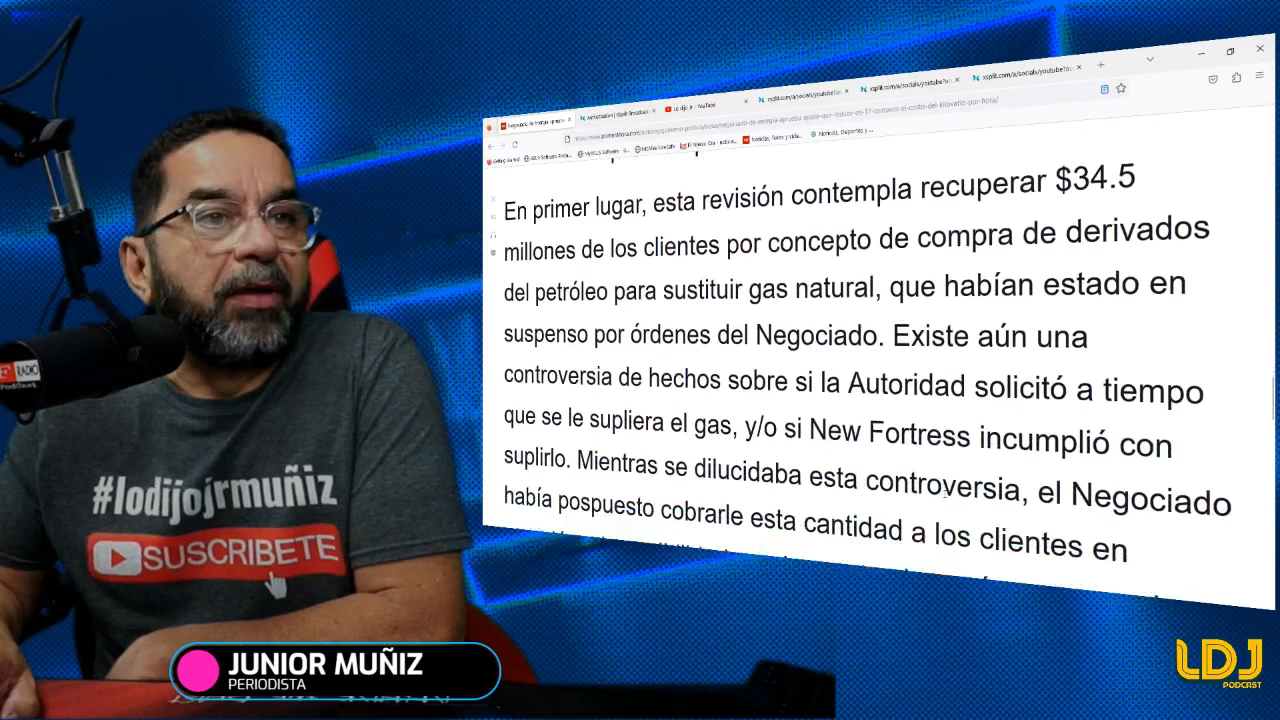 En primer lugar, esta revisión contempla recuperar $34.5
millones de los clientes por concepto de compra de derivados
del petróleo para sustituir gas natural, que habían estado en
suspenso por órdenes del Negociado. Existe aún una
controversia de hechos sobre si la Autoridad solicitó a tiempo
que se le supliera el gas, y/o si New Fortress incumplió con
suplirlo. Mientras se dilucidaba esta controversia, el Negociado
había pospuesto cobrarle esta cantidad a los clientes en
RADIO
PODCAST
#lodijojrmuñiz
SUSCRIBETE
JUNIOR MUÑIZ
PERIODISTA
LDJ
PODCAST